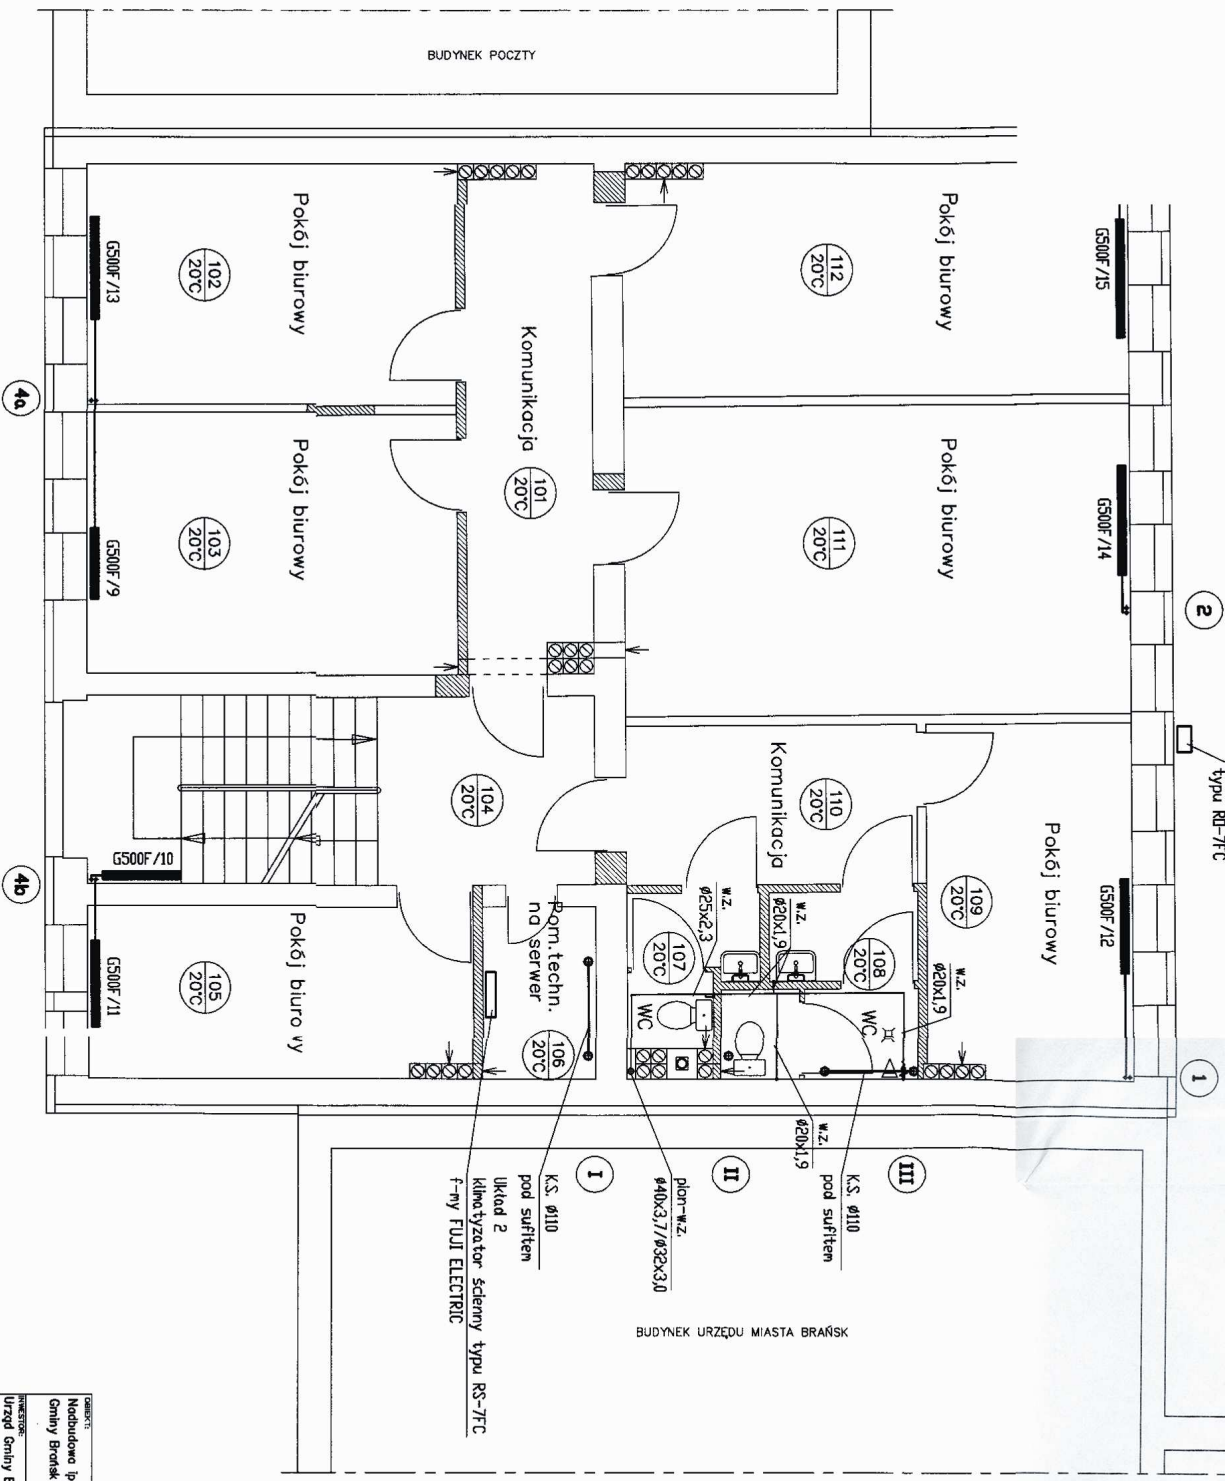 BUDYNEK POCZTY
Pokój biurowy
102
20°C
G500F/13
4a
Komunikacja
101
20°C
Pokój biurowy
112
20°C
G500F/15
Pokój biurowy
103
20°C
G500F/9
Pokój biurowy
111
20°C
G500F/14
2
typu RD-7FC
104
20°C
G500F/10
4b
Komunikacja
110
20°C
Pokój biurowy
109
20°C
G500F/12
1
Pokój biurowy
105
20°C
G500F/11
Pom.techn.
na serwer
106
20°C
w.z.
ø25x2,3
107
20°C
WC
w.z.
ø20x1,9
108
20°C
WC
w.z.
ø20x1,9
w.z.
ø20x1,9
I
II
III
K.S. ø110
pod sufitem
pion-w.z.
ø40x3,7/ø32x3,0
K.S. ø110
pod sufitem
Układ 2
klimatyzator ścienny typu RS-7FC
f-my FUJI ELECTRIC
BUDYNEK URZĘDU MIASTA BRAŃSK
OBIEKT:
Nadbudowa
Gminy Brańsk
INWESTOR:
Urząd Gminy